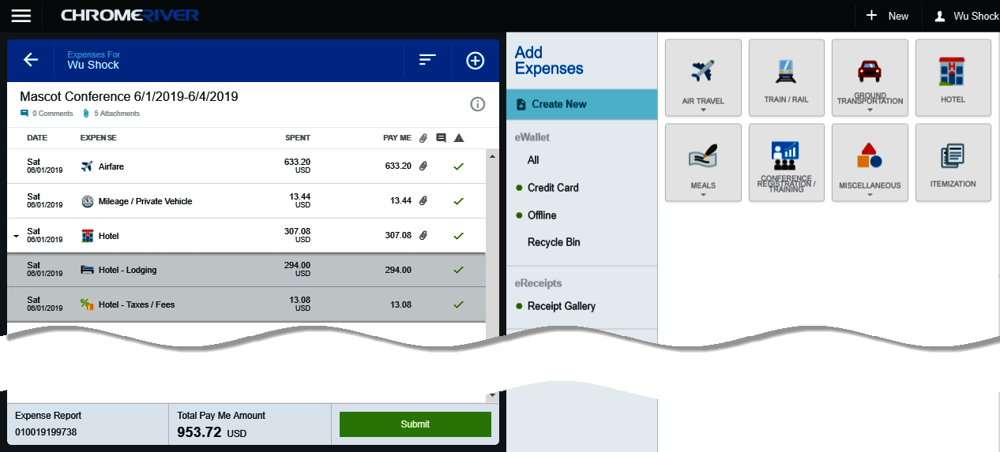 CHROMERIVER
New
Wu Shock
Expenses For
Wu Shock
Mascot Conference 6/1/2019-6/4/2019
0 Comments 5 Attachments
DATE EXPENSE SPENT PAY ME
Sat 06/01/2019 Airfare 633.20 USD 633.20
Sat 06/01/2019 Mileage / Private Vehicle 13.44 USD 13.44
Sat 06/01/2019 Hotel 307.08 USD 307.08
Sat 06/01/2019 Hotel - Lodging 294.00 USD 294.00
Sat 06/01/2019 Hotel - Taxes / Fees 13.08 USD 13.08
Expense Report
010019199738
Total Pay Me Amount
953.72 USD
Submit
Add
Expenses
Create New
eWallet
All
Credit Card
Offline
Recycle Bin
eReceipts
Receipt Gallery
AIR TRAVEL
TRAIN / RAIL
GROUND
TRANSPORTATION
HOTEL
MEALS
CONFERENCE
REGISTRATION /
TRAINING
MISCELLANEOUS
ITEMIZATION